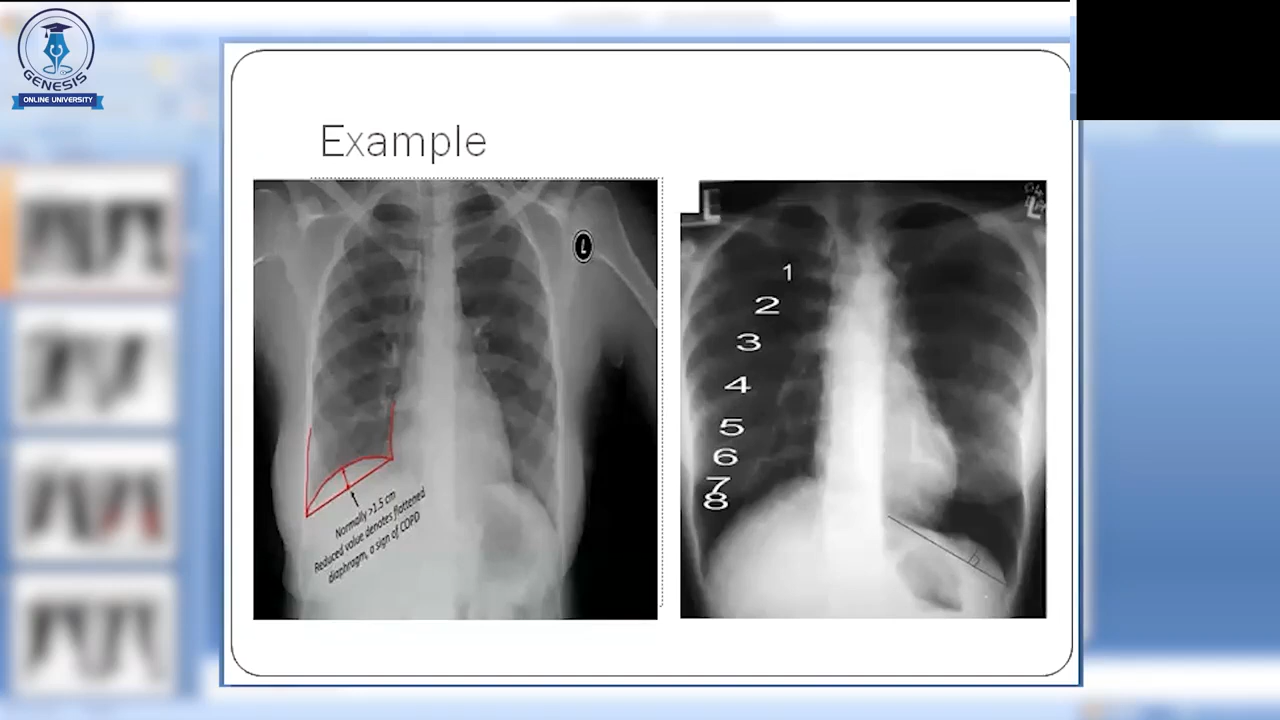 GENESIS
ONLINE UNIVERSITY
Example
L
Normally >1.5 cm
Reduced value denotes flattened
diaphragm, a sign of COPD
L
L
1
2
3
4
5
6
7
8